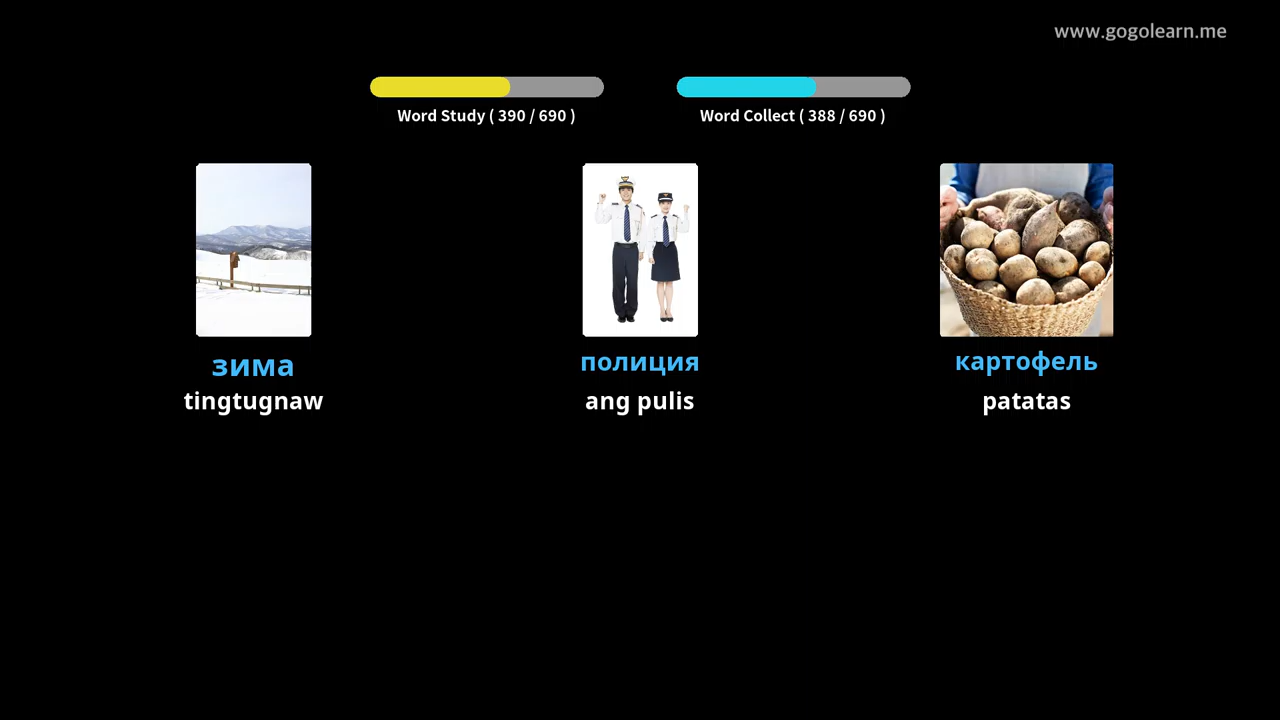 www.gogolearn.me
Word Study ( 390 / 690 )
Word Collect ( 388 / 690 )
зима
полиция
картофель
tingtugnaw
ang pulis
patatas